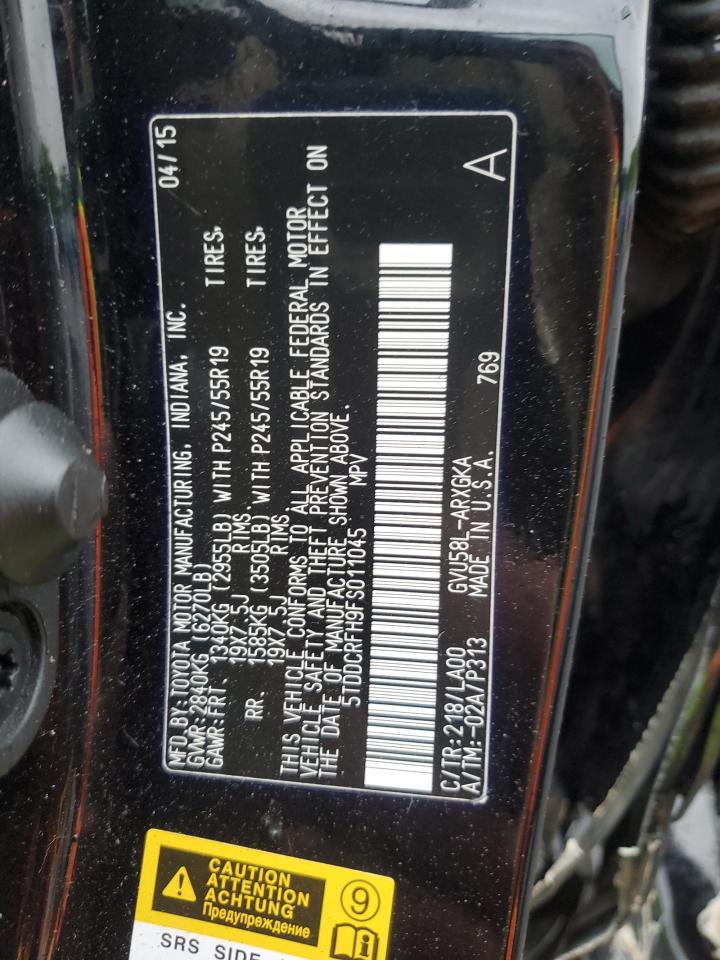 MFD.BY:TOYOTA MOTOR MANUFACTURING, INDIANA, INC. 04/15
GVWR:2840KG (6270LB)
GAWR:FRT. 1340KG (2955LB) WITH P245/55R19 TIRES,
19X7.5J RIMS.
RR. 1585KG (3505LB) WITH P245/55R19 TIRES,
19X7.5J RIMS.
THIS VEHICLE CONFORMS TO ALL APPLICABLE FEDERAL MOTOR
VEHICLE SAFETY AND THEFT PREVENTION STANDARDS IN EFFECT ON
THE DATE OF MANUFACTURE SHOWN ABOVE.
5TDDCRFH9FS011045 MPV
C/TR:218/LA00 GVU58L-ARXGKA 769 A
A/TM:-02A/P313 MADE IN U.S.A.
CAUTION
ATTENTION
ACHTUNG
Предупреждение
9
SRS SIDE